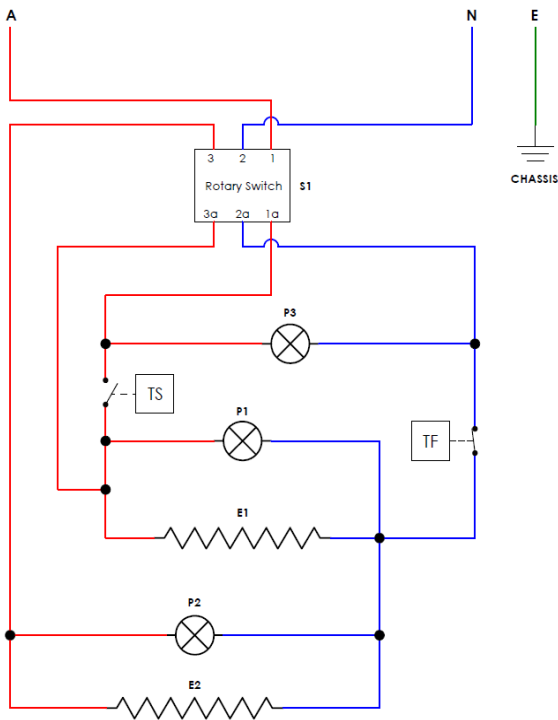 A
N
E
CHASSIS
3 2 1
Rotary Switch
S1
3a 2a 1a
P3
TS
P1
TF
E1
P2
E2